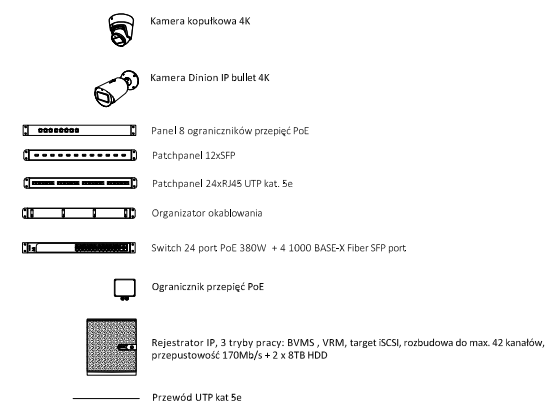 Kamera kopułkowa 4K
Kamera Dinion IP bullet 4K
Panel 8 ograniczników przepięć PoE
Patchpanel 12xSFP
Patchpanel 24xRJ45 UTP kat. 5e
Organizator okablowania
Switch 24 port PoE 380W + 4 1000 BASE-X Fiber SFP port
Ogranicznik przepięć PoE
Rejestrator IP, 3 tryby pracy: BVMS , VRM, target iSCSI, rozbudowa do max. 42 kanałów,
przepustowość 170Mb/s + 2 x 8TB HDD
Przewód UTP kat 5e